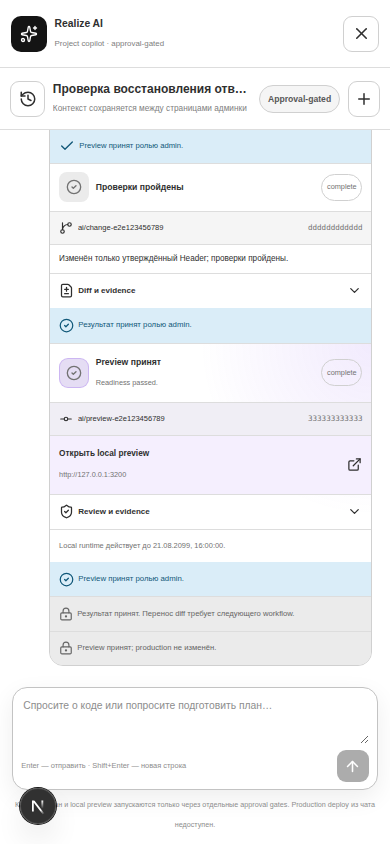 Realize AI
Project copilot · approval-gated
Проверка восстановления отв…
Контекст сохраняется между страницами админки
Approval-gated
Preview принят ролью admin.
Проверки пройдены
complete
ai/change-e2e123456789
dddddddddddd
Изменён только утверждённый Header; проверки пройдены.
Diff и evidence
Результат принят ролью admin.
Preview принят
Readiness passed.
complete
ai/preview-e2e123456789
333333333333
Открыть local preview
http://127.0.0.1:3200
Review и evidence
Local runtime действует до 21.08.2099, 16:00:00.
Preview принят ролью admin.
Результат принят. Перенос diff требует следующего workflow.
Preview принят; production не изменён.
Спросите о коде или попросите подготовить план…
Enter — отправить · Shift+Enter — новая строка
и local preview запускаются только через отдельные approval gates. Production deploy из чата
недоступен.